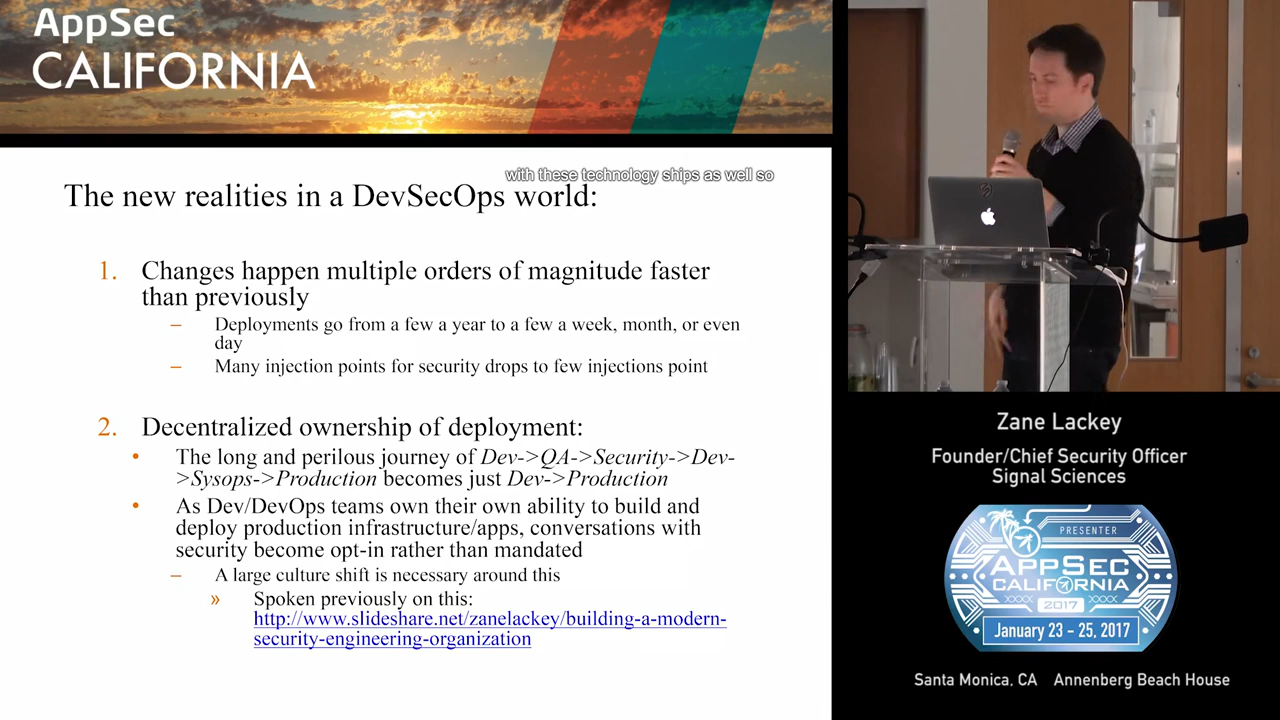 AppSec
CALIFORNIA
with these technology ships as well so
The new realities in a DevSecOps world:
1. Changes happen multiple orders of magnitude faster
than previously
– Deployments go from a few a year to a few a week, month, or even
day
– Many injection points for security drops to few injections point
2. Decentralized ownership of deployment:
• The long and perilous journey of Dev->QA->Security->Dev-
>Sysops->Production becomes just Dev->Production
• As Dev/DevOps teams own their own ability to build and
deploy production infrastructure/apps, conversations with
security become opt-in rather than mandated
– A large culture shift is necessary around this
» Spoken previously on this:
http://www.slideshare.net/zanelackey/building-a-modern-
security-engineering-organization
Zane Lackey
Founder/Chief Security Officer
Signal Sciences
PRESENTER
APPSEC
CALIFORNIA
2017
January 23 - 25, 2017
Santa Monica, CA Annenberg Beach House